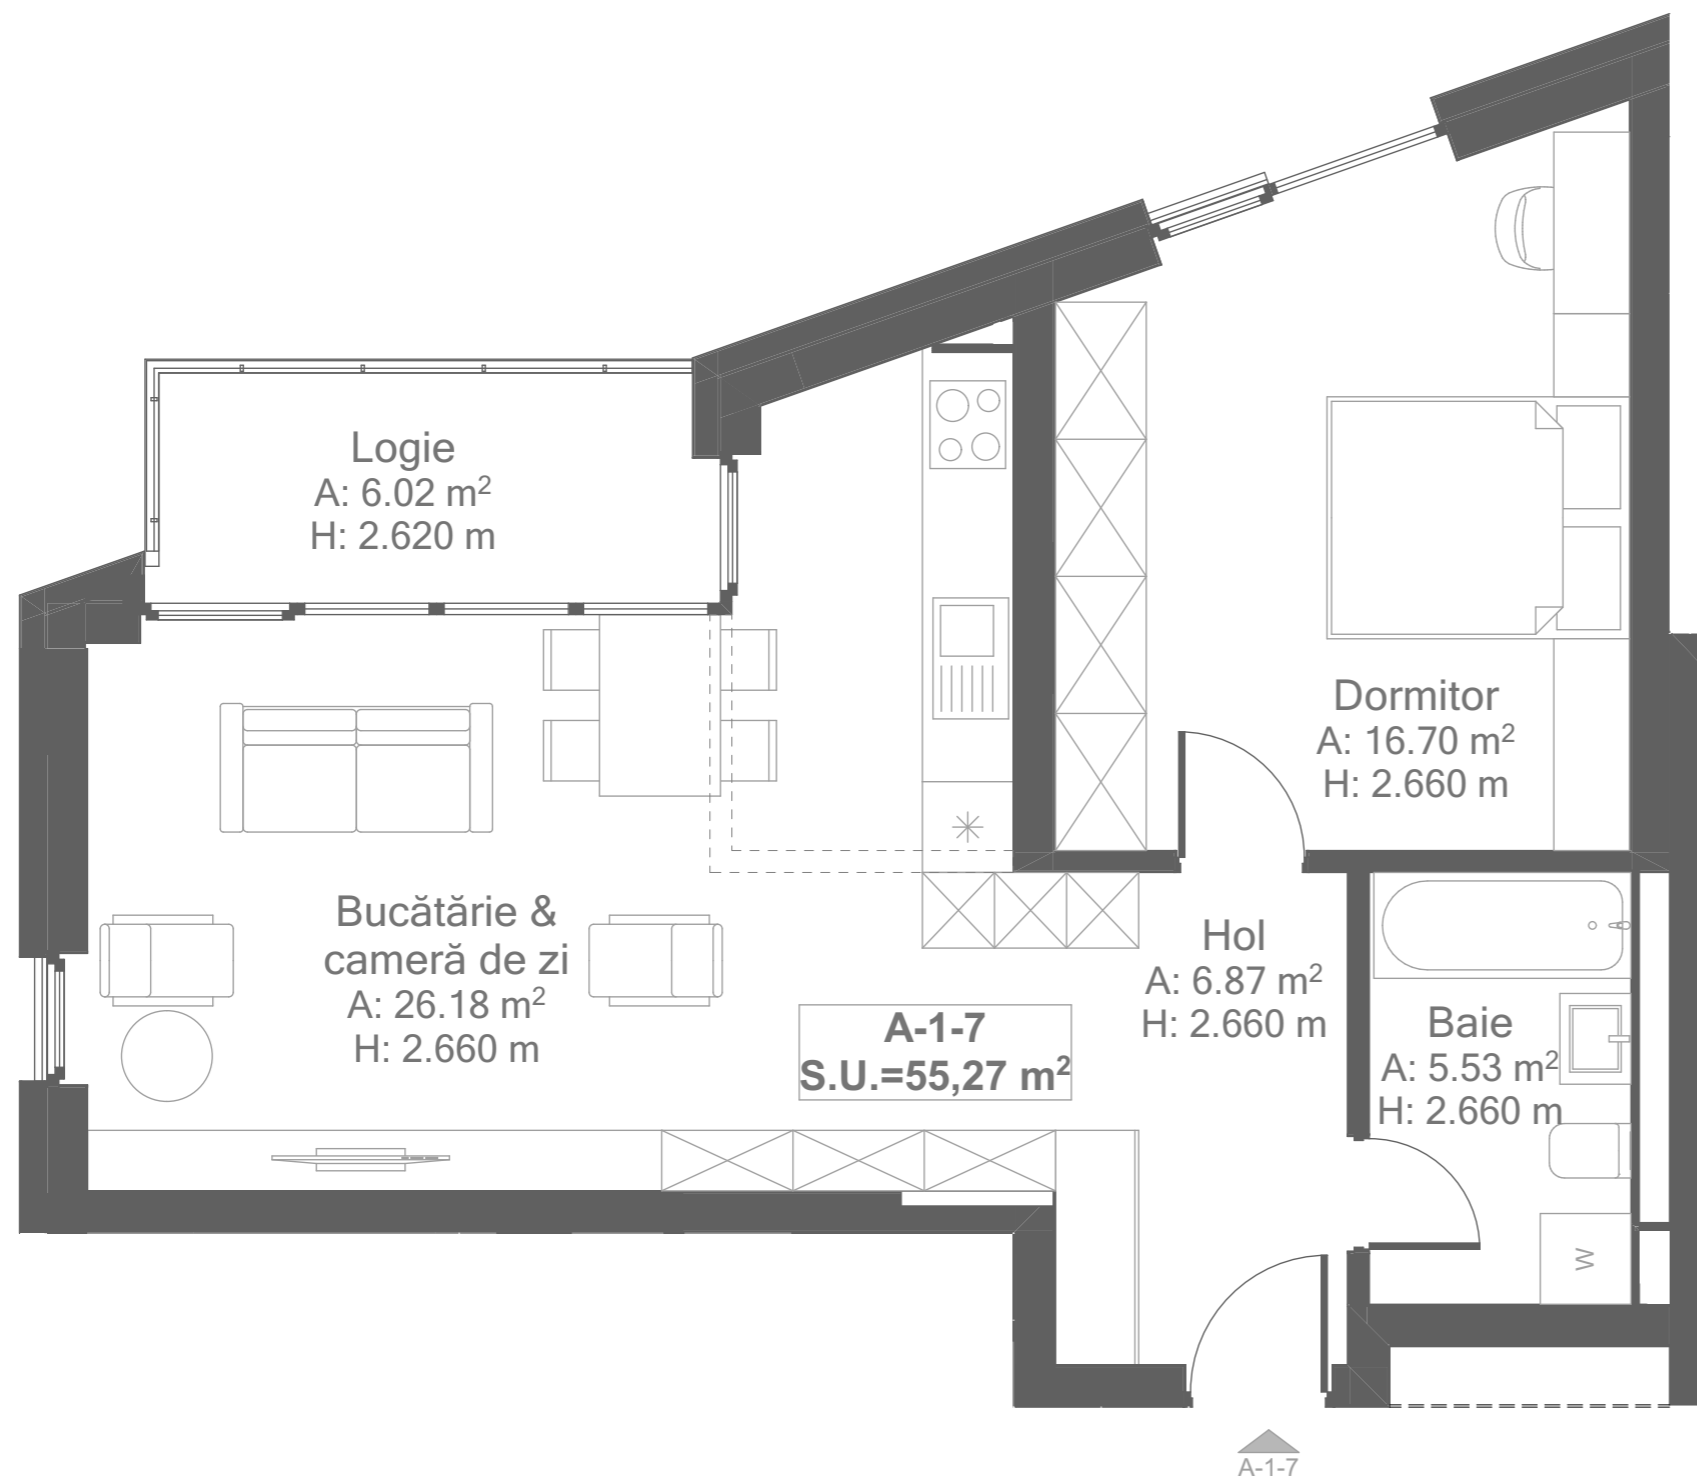 Logie
A: 6.02 m²
H: 2.620 m
Dormitor
A: 16.70 m²
H: 2.660 m
Bucătărie &
cameră de zi
A: 26.18 m²
H: 2.660 m
Hol
A: 6.87 m²
H: 2.660 m
A-1-7
S.U.=55,27 m²
Baie
A: 5.53 m²
H: 2.660 m
W
A-1-7